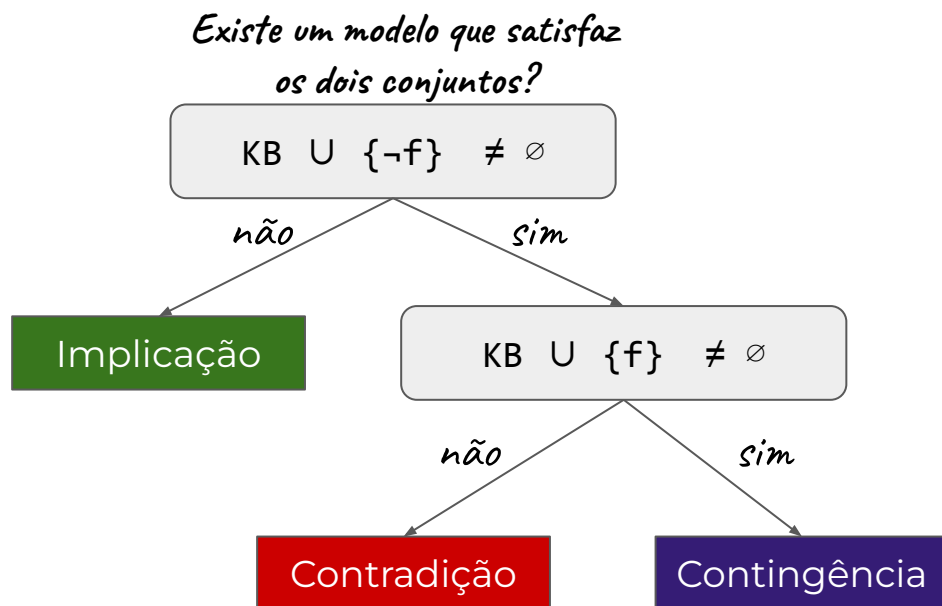 Existe um modelo que satisfaz
os dois conjuntos?
KB ∪ {¬f} ≠ ∅
não
sim
Implicação
KB ∪ {f} ≠ ∅
não
sim
Contradição
Contingência